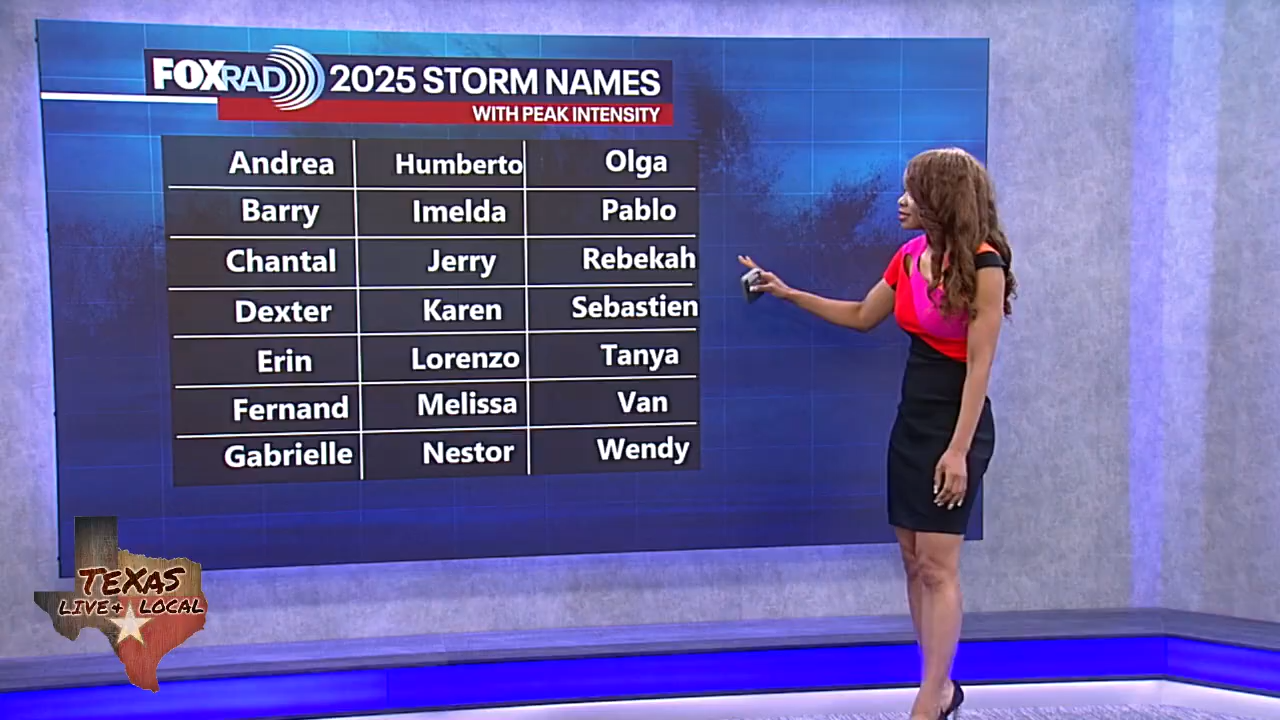 FOXRAD 2025 STORM NAMES
WITH PEAK INTENSITY
Andrea Humberto Olga
Barry Imelda Pablo
Chantal Jerry Rebekah
Dexter Karen Sebastien
Erin Lorenzo Tanya
Fernand Melissa Van
Gabrielle Nestor Wendy
TEXAS
LIVE+ LOCAL